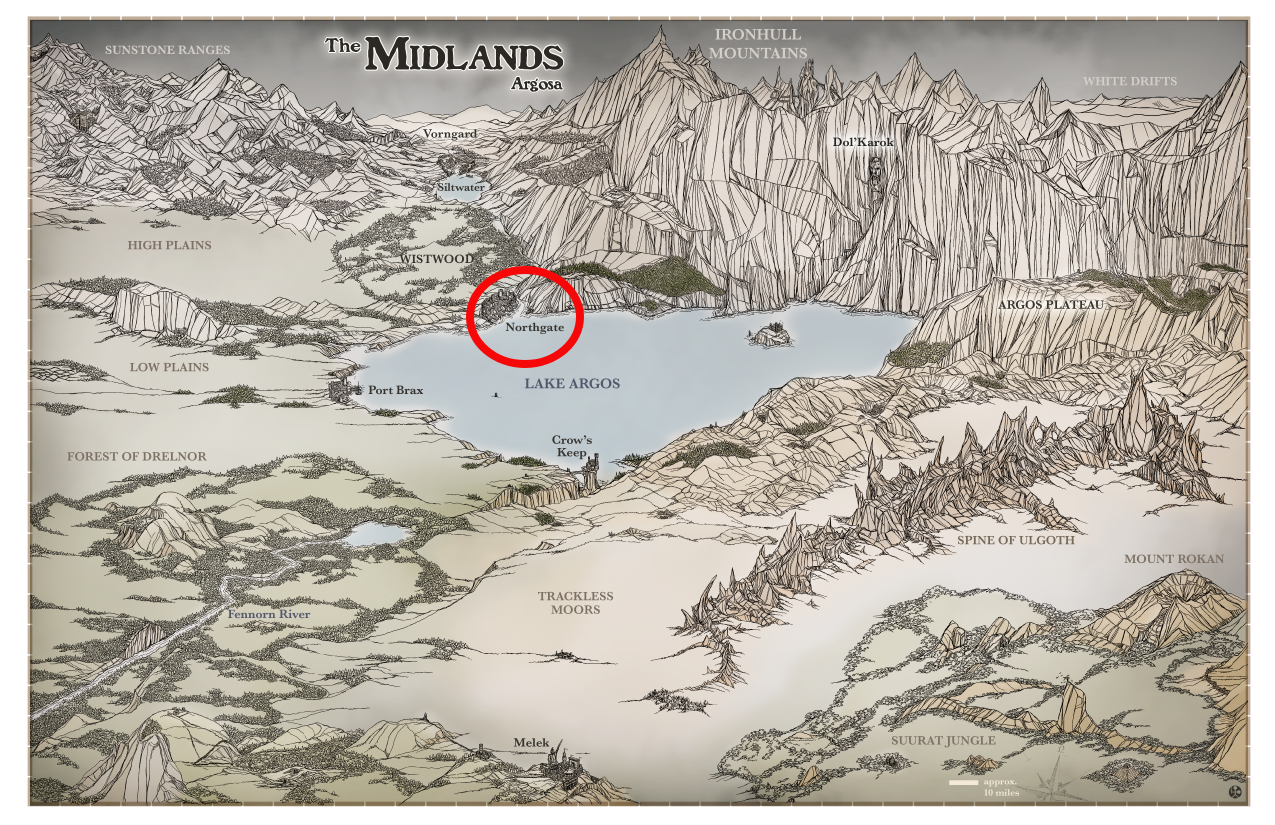 The MIDLANDS
Argosa
SUNSTONE RANGES
IRONHULL
MOUNTAINS
WHITE DRIFTS
Vorngard
Dol'Karok
Siltwater
HIGH PLAINS
WISTWOOD
ARGOS PLATEAU
Northgate
LOW PLAINS
LAKE ARGOS
Port Brax
Crow's
Keep
FOREST OF DRELNOR
SPINE OF ULGOTH
MOUNT ROKAN
TRACKLESS
MOORS
Fennorn River
SUURAT JUNGLE
Melek
approx.
10 miles